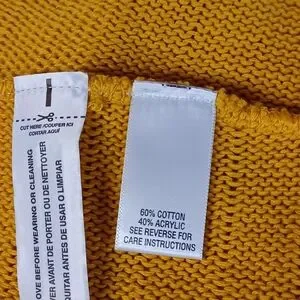 CUT HERE /COUPER ICI
CORTAR AQUÍ
OVE BEFORE WEARING OR CLEANING
VER AVANT DE PORTER OU DE NETTOYER
QUITAR ANTES DE USAR O LIMPIAR
60% COTTON
40% ACRYLIC
SEE REVERSE FOR
CARE INSTRUCTIONS